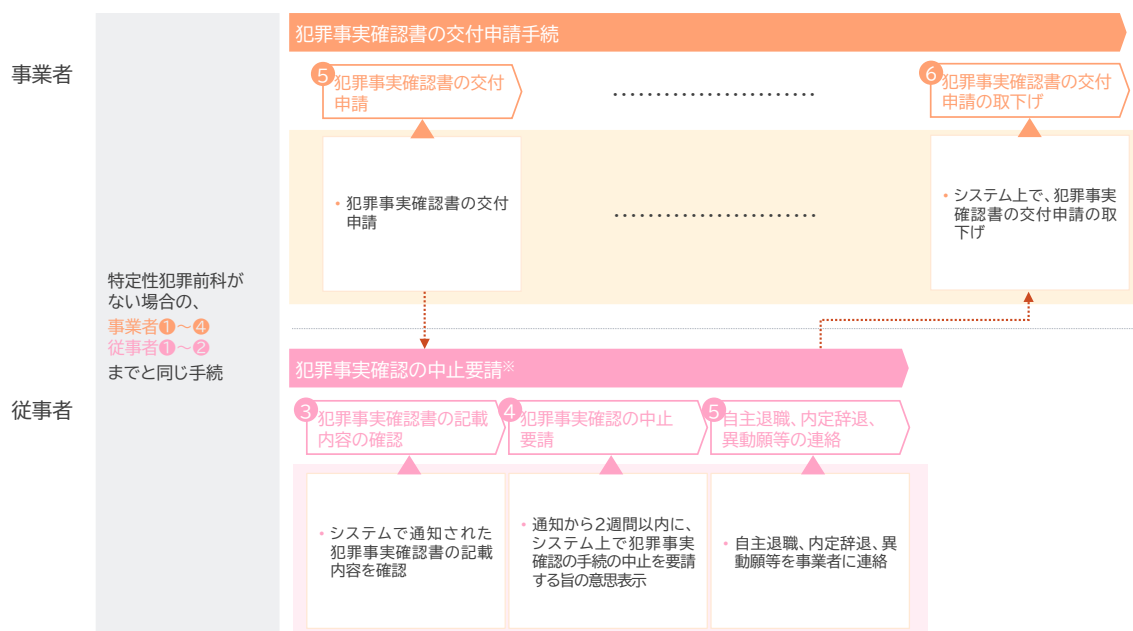 犯罪事実確認書の交付申請手続
事業者
5
犯罪事実確認書の交付
申請
‥‥‥‥‥‥‥‥
6
犯罪事実確認書の交付
申請の取下げ
• 犯罪事実確認書の交付
申請
‥‥‥‥‥‥‥‥
• システム上で、犯罪事実
確認書の交付申請の取
下げ
特定性犯罪前科が
ない場合の、
事業者❶～❹
従事者❶～❷
までと同じ手続
犯罪事実確認の中止要請※
従事者
3
犯罪事実確認書の記載
内容の確認
4
犯罪事実確認の中止
要請
5
自主退職、内定辞退、
異動願等の連絡
• システムで通知された
犯罪事実確認書の記載
内容を確認
• 通知から2週間以内に、
システム上で犯罪事実
確認の手続の中止を要請
する旨の意思表示
• 自主退職、内定辞退、異
動願等を事業者に連絡